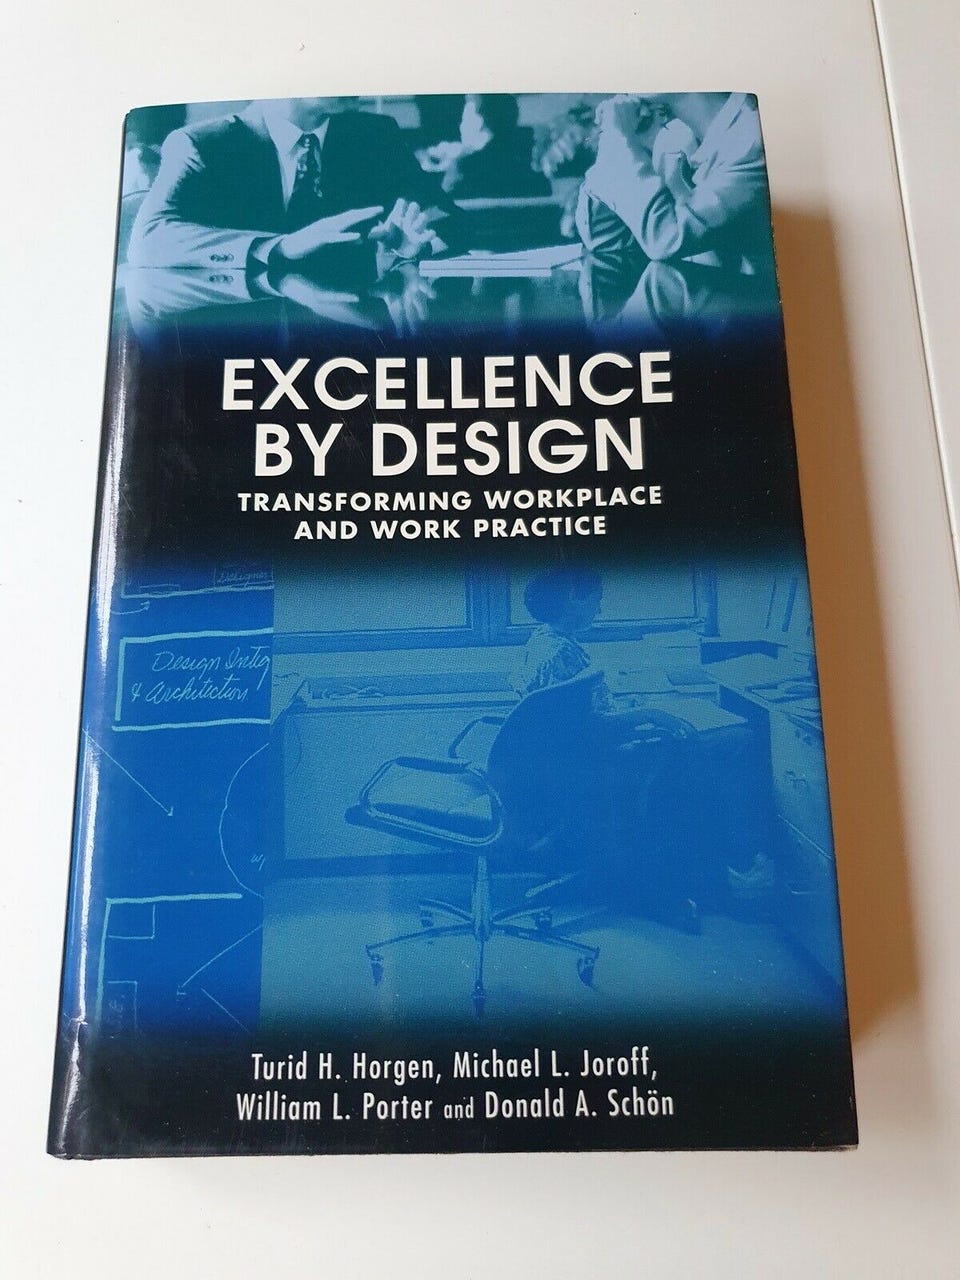 EXCELLENCE
BY DESIGN
TRANSFORMING WORKPLACE
AND WORK PRACTICE
Design Integ
& Architection
Turid H. Horgen, Michael L. Joroff,
William L. Porter and Donald A. Schön